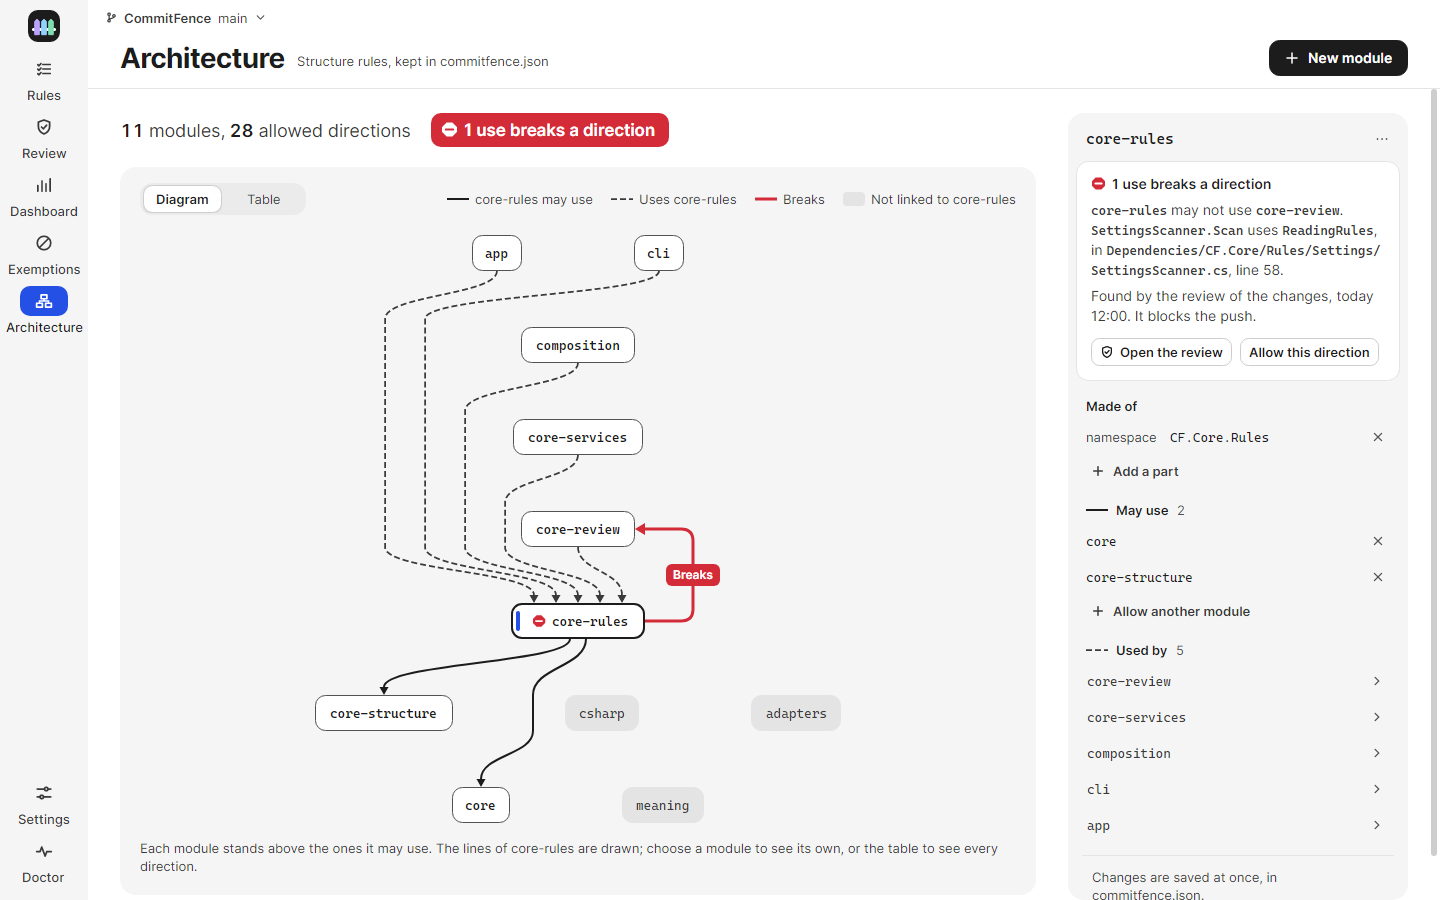 CommitFence main
Architecture
Structure rules, kept in commitfence.json
New module
Rules
Review
Dashboard
Exemptions
Architecture
Settings
Doctor
11 modules, 28 allowed directions
1 use breaks a direction
Diagram
Table
core-rules may use
Uses core-rules
Breaks
Not linked to core-rules
app
cli
composition
core-services
core-review
Breaks
core-rules
core-structure
csharp
adapters
core
meaning
Each module stands above the ones it may use. The lines of core-rules are drawn; choose a module to see its own, or the table to see every
direction.
core-rules
1 use breaks a direction
core-rules may not use core-review.
SettingsScanner.Scan uses ReadingRules,
in Dependencies/CF.Core/Rules/Settings/
SettingsScanner.cs, line 58.
Found by the review of the changes, today
12:00. It blocks the push.
Open the review
Allow this direction
Made of
namespace CF.Core.Rules
Add a part
May use 2
core
core-structure
Allow another module
Used by 5
core-review
core-services
composition
cli
app
Changes are saved at once, in
commitfence.json.